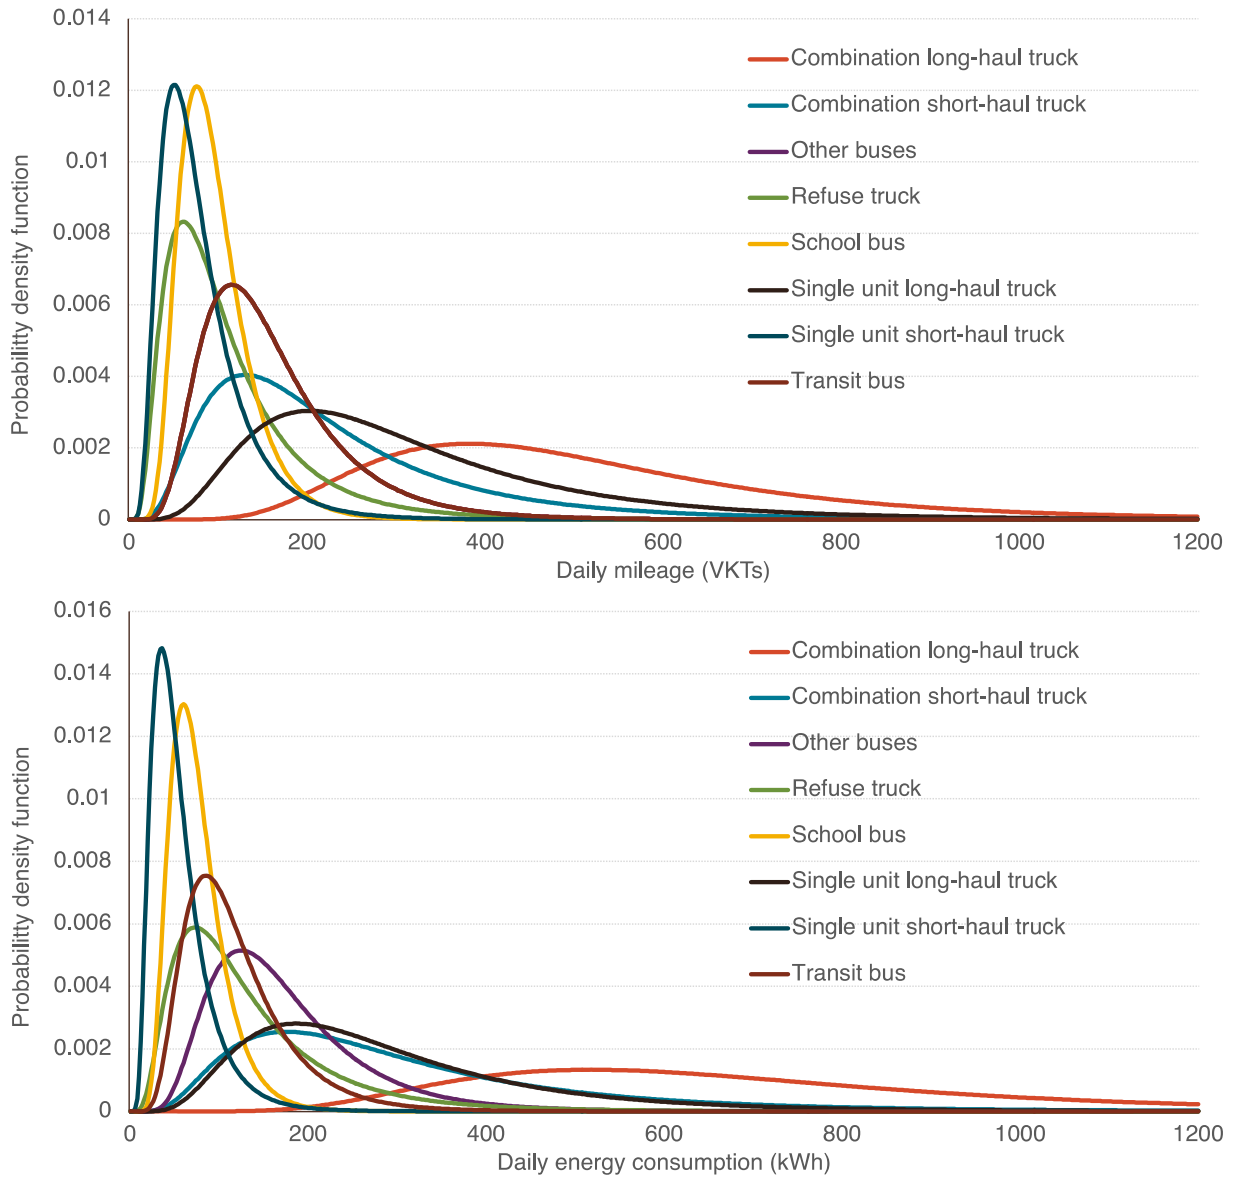 0.014
0.012
0.01
0.008
0.006
0.004
0.002
0
Probabilitty density function
Combination long-haul truck
Combination short-haul truck
Other buses
Refuse truck
School bus
Single unit long-haul truck
Single unit short-haul truck
Transit bus
0 200 400 600 800 1000 1200
Daily mileage (VKTs)
0.016
0.014
0.012
0.01
0.008
0.006
0.004
0.002
0
Probabilitty density function
Combination long-haul truck
Combination short-haul truck
Other buses
Refuse truck
School bus
Single unit long-haul truck
Single unit short-haul truck
Transit bus
0 200 400 600 800 1000 1200
Daily energy consumption (kWh)